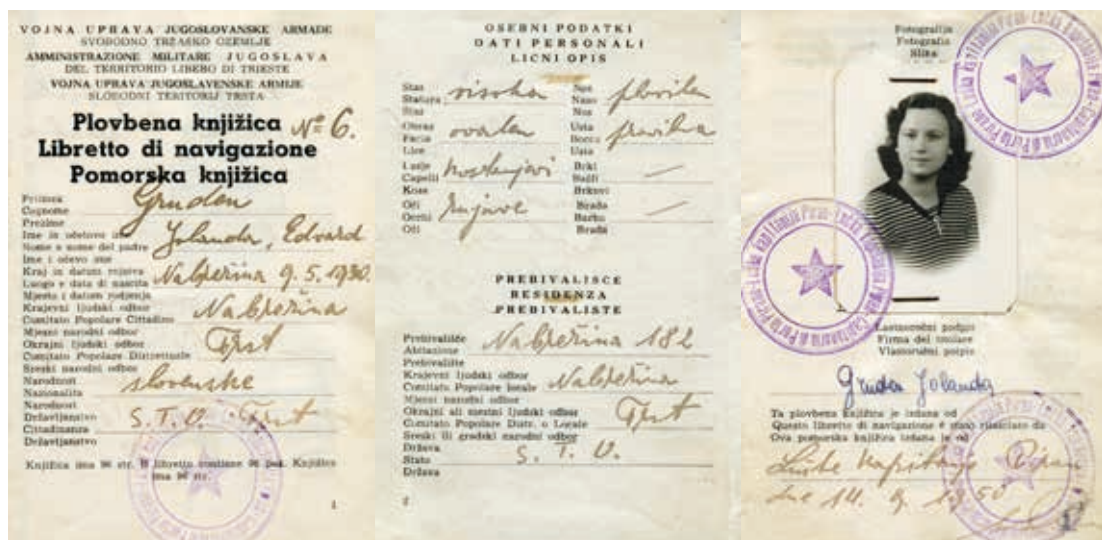 VOJNA UPRAVA JUGOSLOVANSKE ARMADE
SVOBODNO TRŽAŠKO OZEMLJE
AMMINISTRAZIONE MILITARE JUGOSLAVA
DEL TERRITORIO LIBERO DI TRIESTE
VOJNA UPRAVA JUGOSLAVENSKE ARMIJE
SLOBODNI TERITORIJ TRSTA
Plovbena knjižica Nº 6.
Libretto di navigazione
Pomorska knjižica
Priimek
Cognome Gruden
Prezime
Ime in očetovo ime
Nome e nome del padre Jolanda, Edvard
Ime i očevo ime
Kraj in datum rojstva
Luogo e data di nascita Nabrežina 9.5.1930.
Mjesto i datum rodjenja
Krajevni ljudski odbor
Comitato Popolare Cittadino Nabrežina
Mjesni narodni odbor
Okrajni ljudski odbor
Comitato Popolare Distrettuale Trst
Sreski narodni odbor
Narodnost
Nazionalità slovenske
Narodnost
Državljanstvo
Cittadinanza S.T.O. Trst
Državljanstvo
Knjižica ima 96 str. Il libretto contiene 96 pag. Knjižica
ima 96 str.
1
OSEBNI PODATKI
DATI PERSONALI
LICNI OPIS
Stas
Statura visoka
Stas
Nos
Naso
Nos
Obraz
Faccia ovalen
Lice
Usta
Bocca pravilna
Usta
Lasje
Capelli kostanjevi
Kosa
Brki
Baffi —
Brkovi
Oči
Occhi rujave
Oči
Brada
Barba —
Brada
PREBIVALISCE
RESIDENZA
PREBIVALISTE
Prebivališče
Abitazione Nabrežina 182
Prebivalište
Krajevni ljudski odbor
Comitato Popolare locale Nabrežina
Mjesni narodni odbor
Okrajni ali mestni ljudski odbor
Comitato Popolare Distr. o Locale Trst
Sreski ili gradski narodni odbor
Država
Stato S. T. O.
Država
2
Fotografija
Fotografia
Slika
Lastnoročni podpis
Firma del titolare
Vlastoručni potpis
Gruden Jolanda
Ta plovbena knjižica je izdana od
Questo libretto di navigazione è stato rilasciato da
Ova pomorska knjižica izdana je od
Luške kapitanije Piran
dne 14. 9. 1950